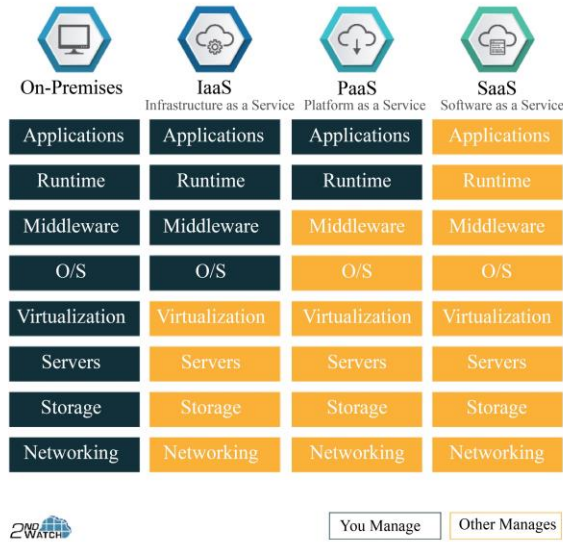 On-Premises IaaS PaaS SaaS
Infrastructure as a Service Platform as a Service Software as a Service
Applications Applications Applications Applications
Runtime Runtime Runtime Runtime
Middleware Middleware Middleware Middleware
O/S O/S O/S O/S
Virtualization Virtualization Virtualization Virtualization
Servers Servers Servers Servers
Storage Storage Storage Storage
Networking Networking Networking Networking
2ND WATCH
You Manage Other Manages